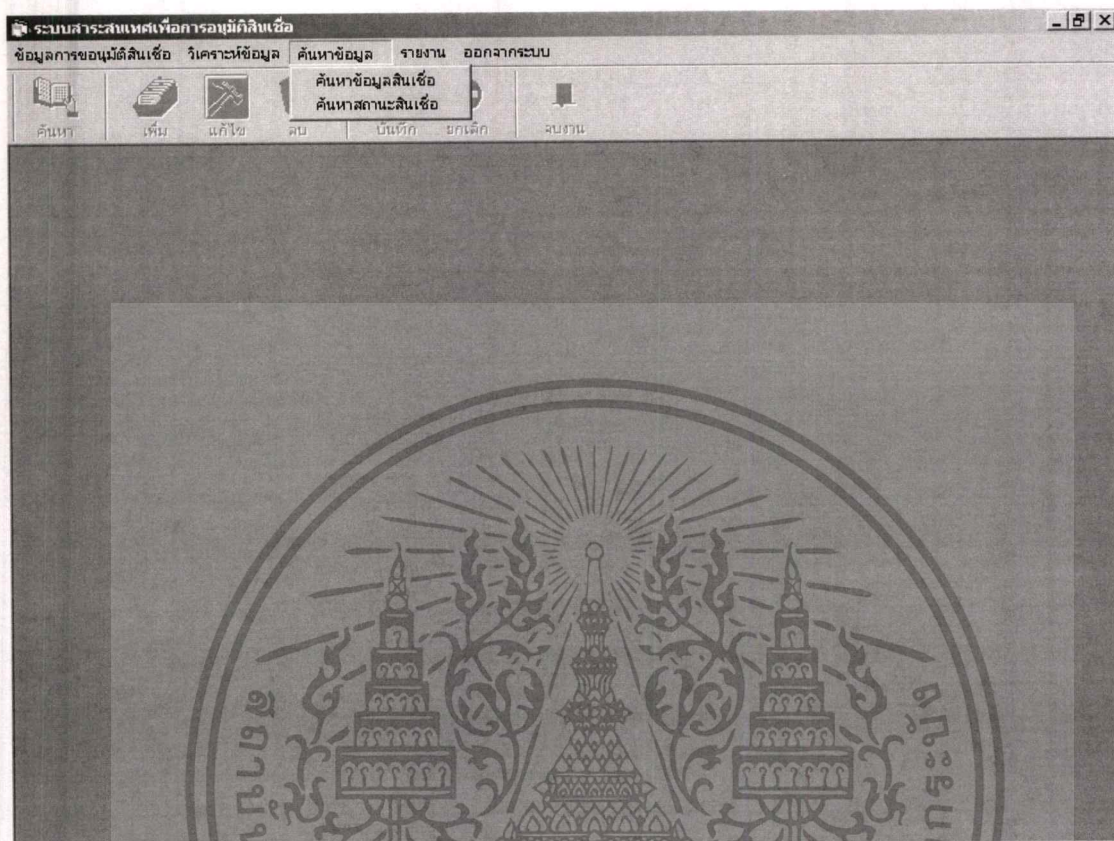 ระบบสาระสนเทศเพื่อการอนุมัติสินเชื่อ
ข้อมูลการขอนุมัติสินเชื่อ วิเคราะห์ข้อมูล ค้นหาข้อมูล รายงาน ออกจากระบบ
ค้นหาข้อมูลสินเชื่อ
ค้นหาสถานะสินเชื่อ
ค้นหา เพิ่ม แก้ไข ลบ บันทึก ยกเลิก จบงาน